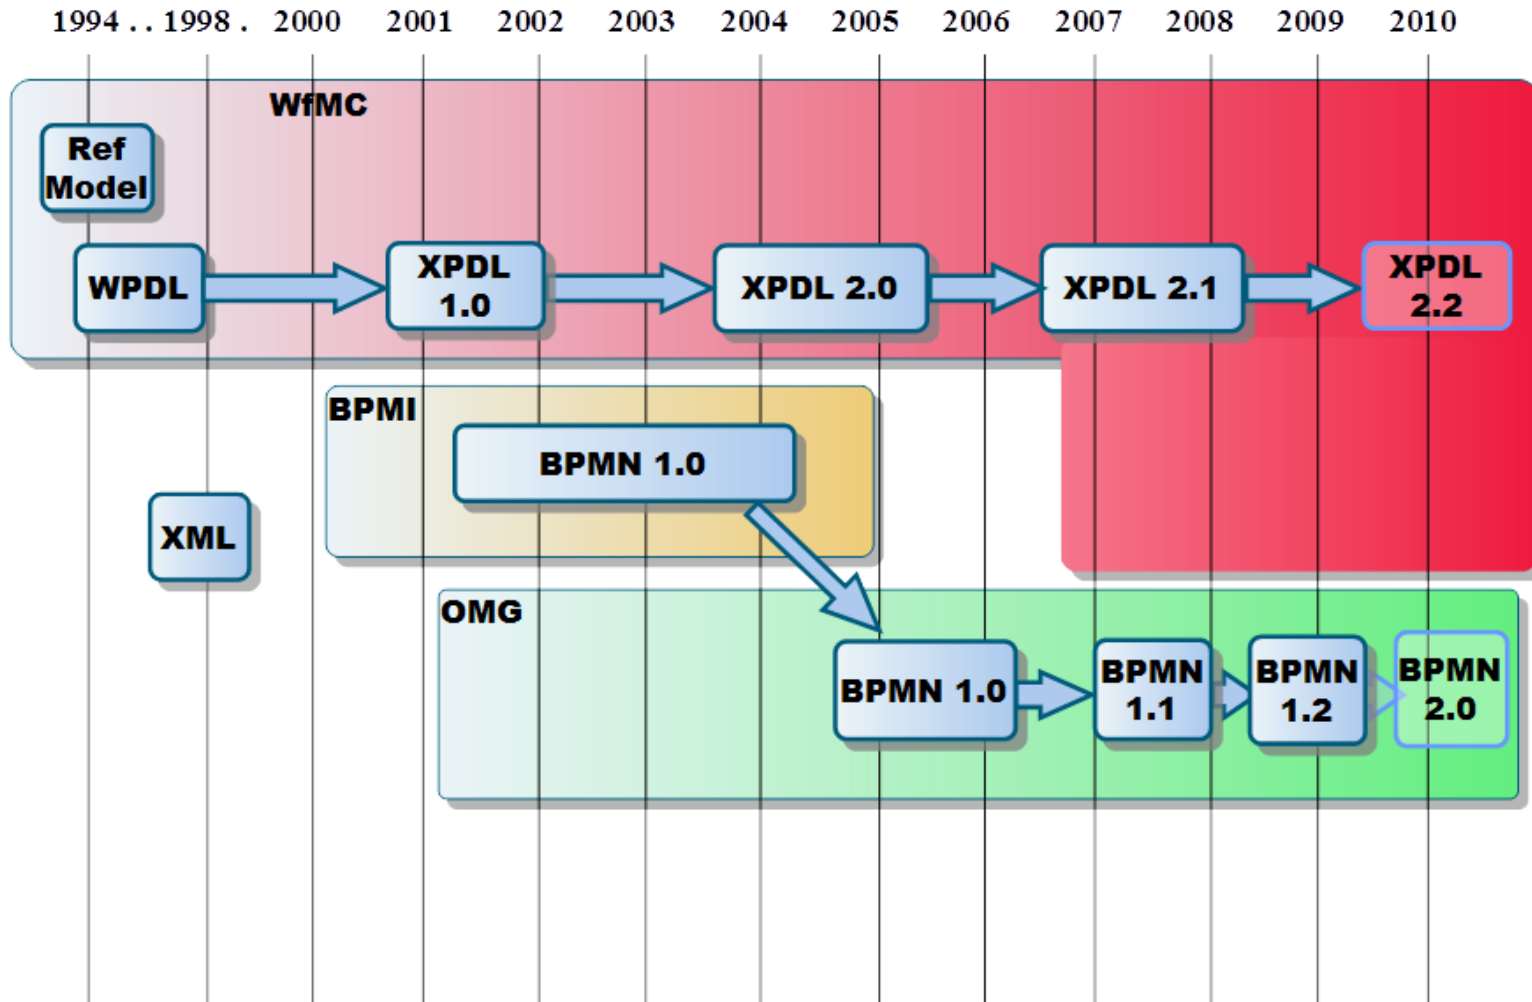 1994 . . 1998 . 2000 2001 2002 2003 2004 2005 2006 2007 2008 2009 2010
WfMC
Ref
Model
WPDL
XPDL
1.0
XPDL 2.0
XPDL 2.1
XPDL
2.2
BPMI
BPMN 1.0
XML
OMG
BPMN 1.0
BPMN
1.1
BPMN
1.2
BPMN
2.0